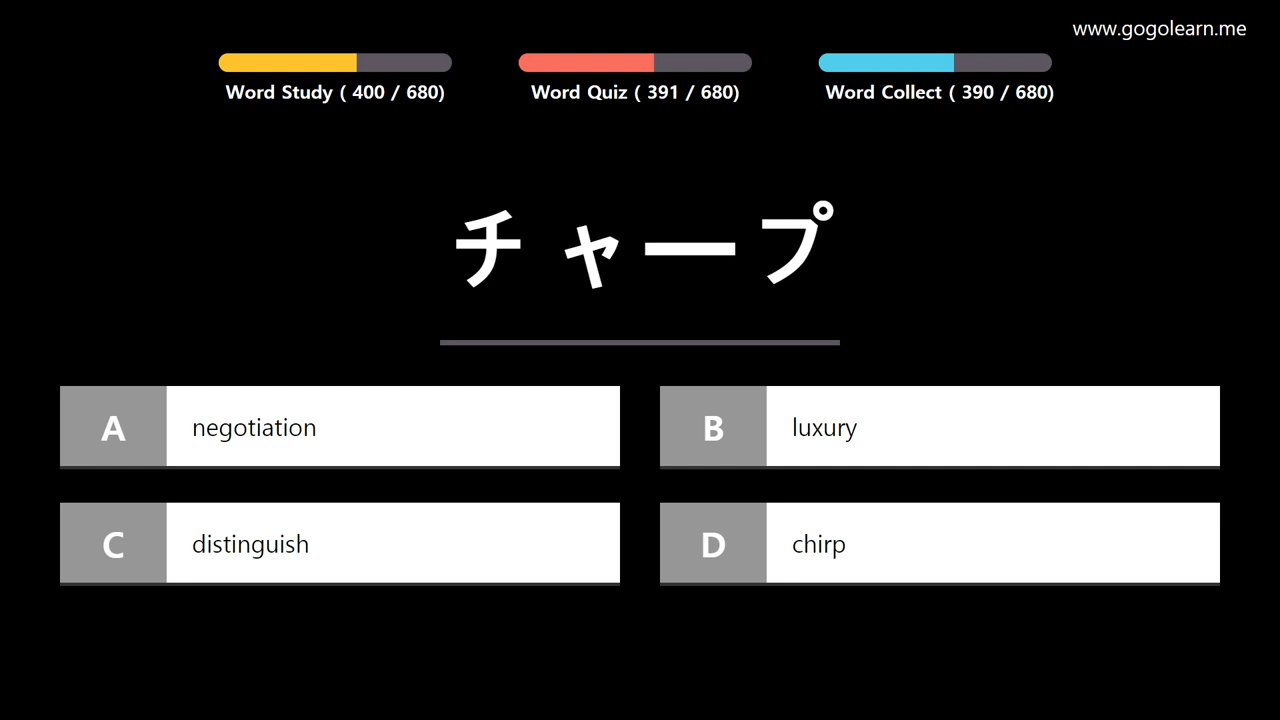 www.gogolearn.me
Word Study ( 400 / 680)
Word Quiz ( 391 / 680)
Word Collect ( 390 / 680)
チャープ
A negotiation
B luxury
C distinguish
D chirp